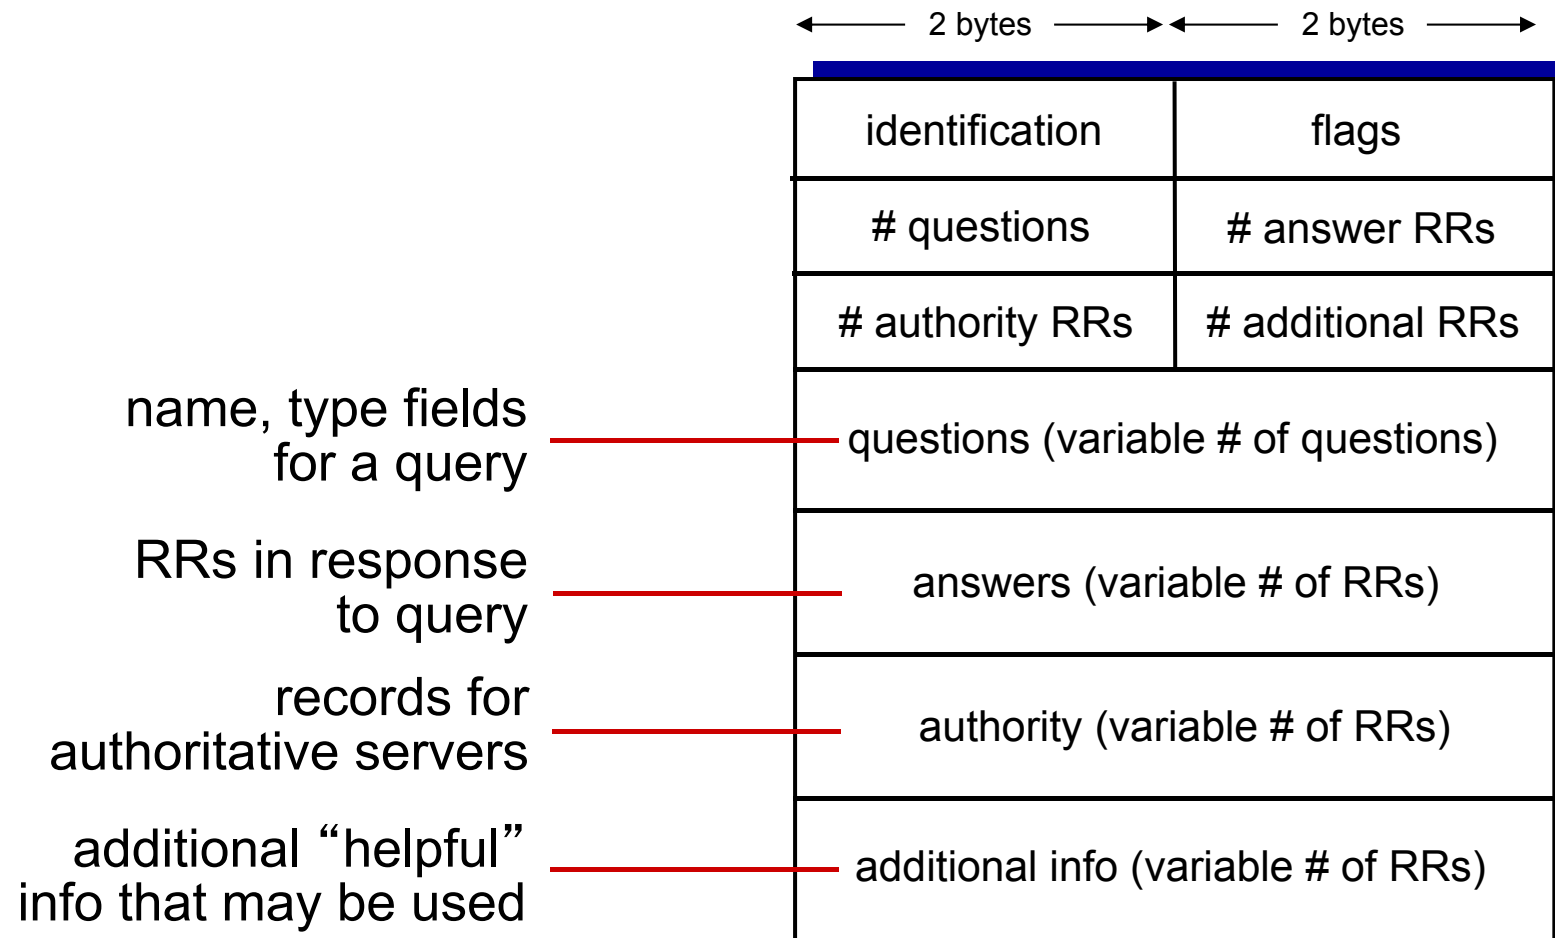 2 bytes 2 bytes
identification flags
# questions # answer RRs
# authority RRs # additional RRs
name, type fields
for a query
questions (variable # of questions)
RRs in response
to query
answers (variable # of RRs)
records for
authoritative servers
authority (variable # of RRs)
additional “helpful”
info that may be used
additional info (variable # of RRs)